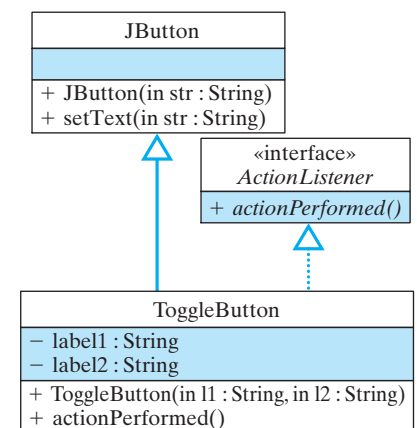 JButton
+ JButton(in str : String)
+ setText(in str : String)
«interface»
ActionListener
+ actionPerformed()
ToggleButton
− label1 : String
− label2 : String
+ ToggleButton(in l1 : String, in l2 : String)
+ actionPerformed()